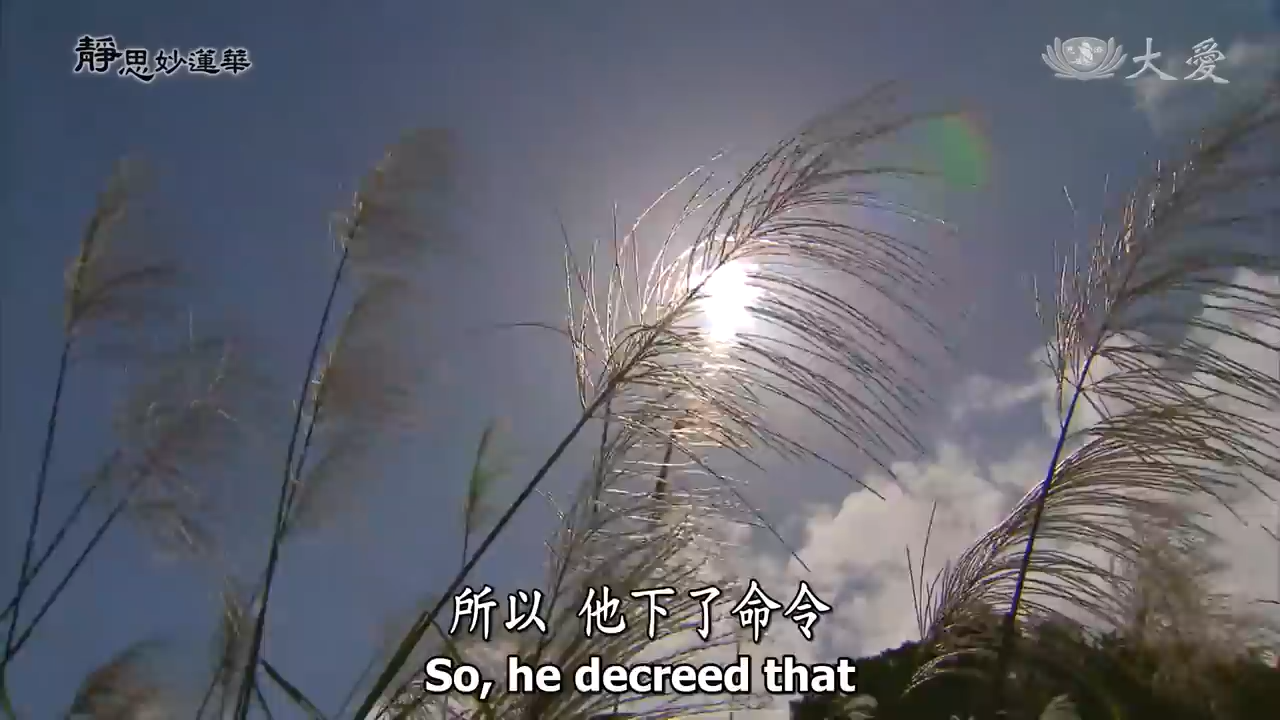 靜思妙蓮華
大愛
所以 他下了命令
So, he decreed that